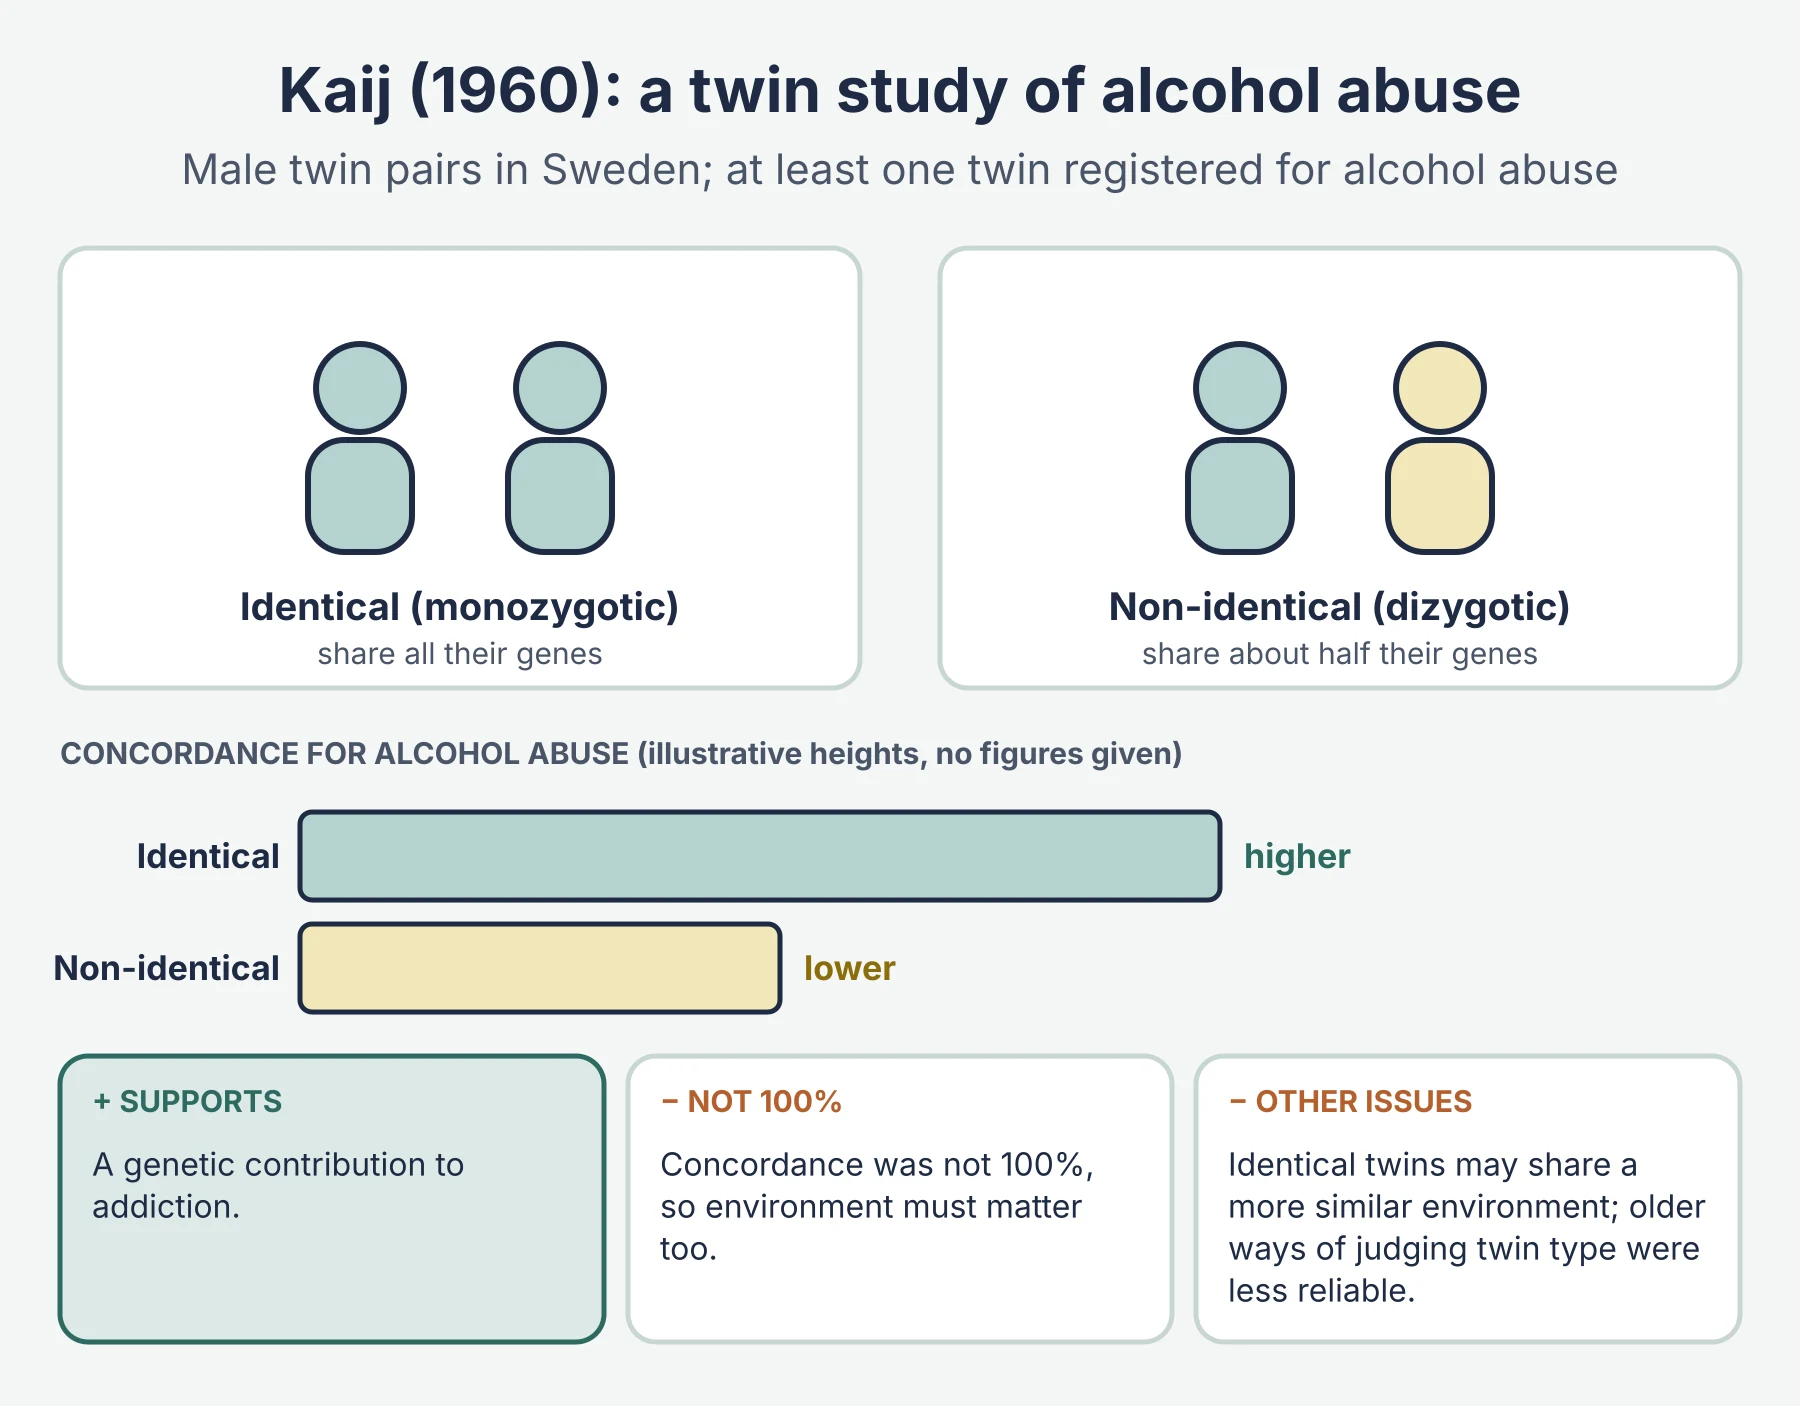 Kaij (1960): a twin study of alcohol abuse
Male twin pairs in Sweden; at least one twin registered for alcohol abuse
Identical (monozygotic)
share all their genes
Non-identical (dizygotic)
share about half their genes
CONCORDANCE FOR ALCOHOL ABUSE (illustrative heights, no figures given)
Identical
higher
Non-identical
lower
+ SUPPORTS
A genetic contribution to
addiction.
− NOT 100%
Concordance was not 100%,
so environment must matter
too.
− OTHER ISSUES
Identical twins may share a
more similar environment; older
ways of judging twin type were
less reliable.